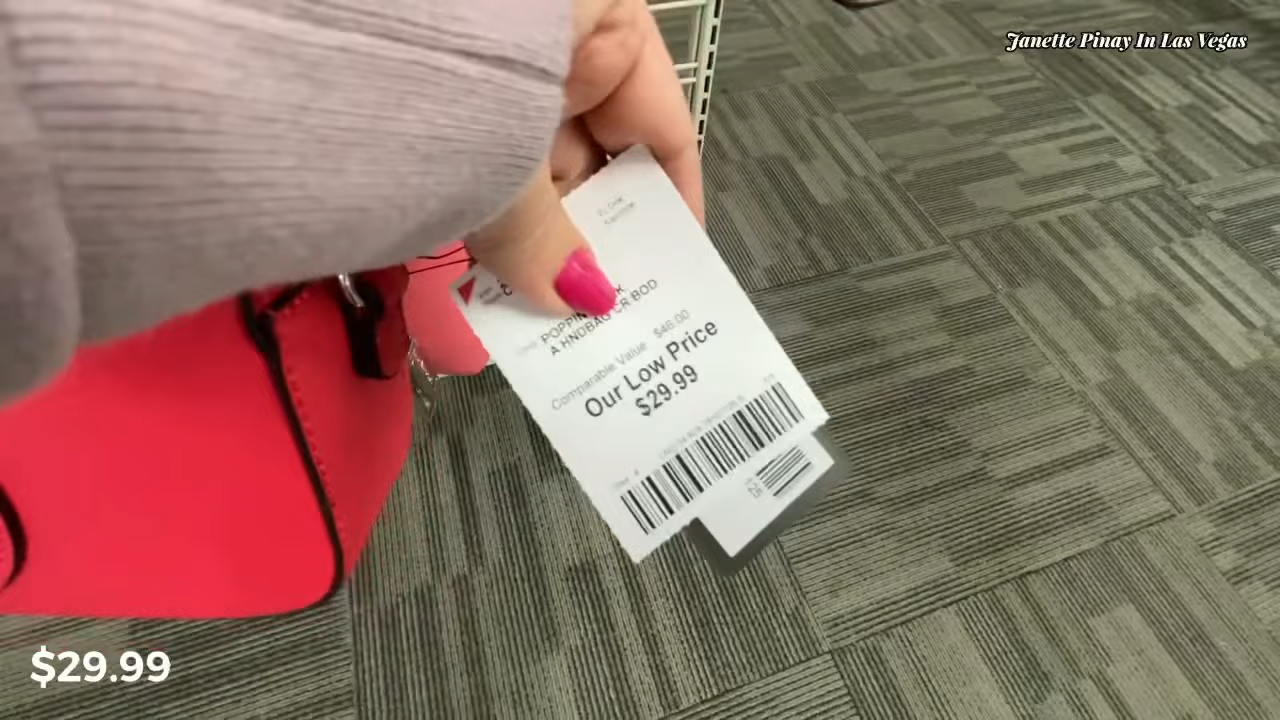 Janette Pinay In Las Vegas
POPPIN
A HNDBAG CR BOD
Comparable Value $46.00
Our Low Price
$29.99
$29.99